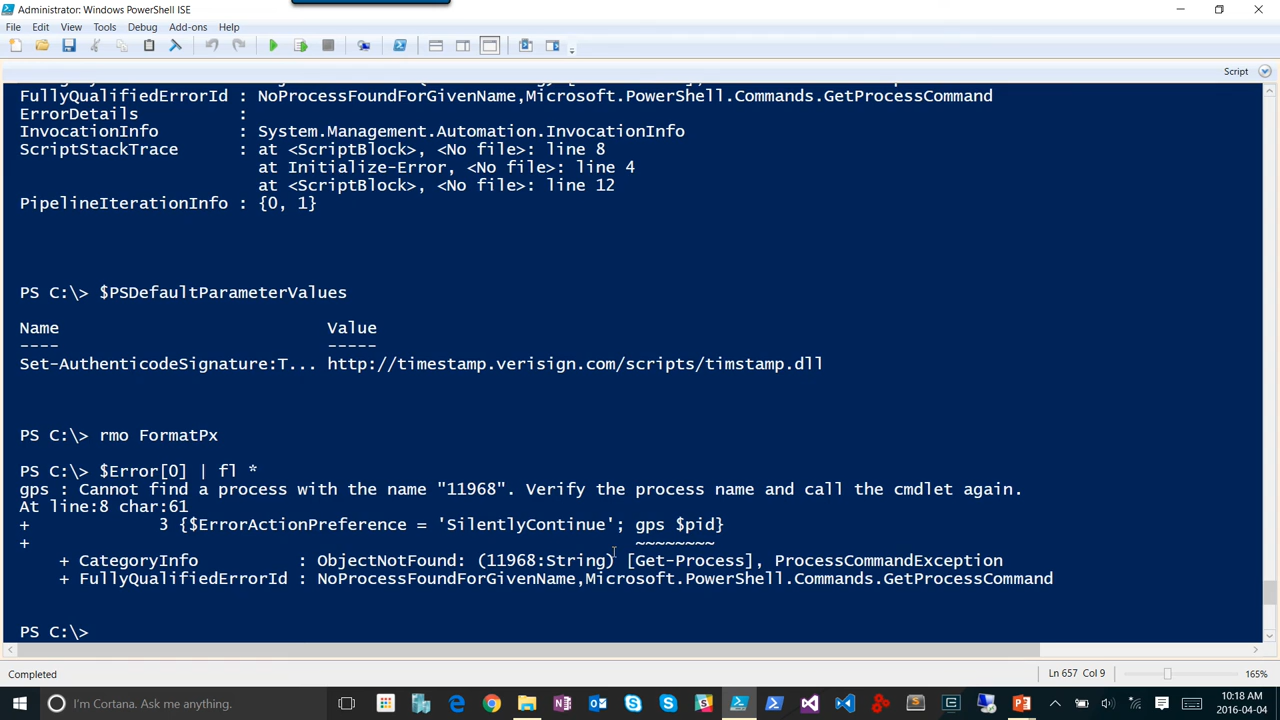 Administrator: Windows PowerShell ISE
File Edit View Tools Debug Add-ons Help
Script
FullyQualifiedErrorId : NoProcessFoundForGivenName,Microsoft.PowerShell.Commands.GetProcessCommand
ErrorDetails :
InvocationInfo : System.Management.Automation.InvocationInfo
ScriptStackTrace : at <ScriptBlock>, <No file>: line 8
at Initialize-Error, <No file>: line 4
at <ScriptBlock>, <No file>: line 12
PipelineIterationInfo : {0, 1}
PS C:\> $PSDefaultParameterValues
Name Value
---- -----
Set-AuthenticodeSignature:T... http://timestamp.verisign.com/scripts/timstamp.dll
PS C:\> rmo FormatPx
PS C:\> $Error[0] | fl *
gps : Cannot find a process with the name "11968". Verify the process name and call the cmdlet again.
At line:8 char:61
+ 3 {$ErrorActionPreference = 'SilentlyContinue'; gps $pid}
+ ~~~~~~~~
+ CategoryInfo : ObjectNotFound: (11968:String) [Get-Process], ProcessCommandException
+ FullyQualifiedErrorId : NoProcessFoundForGivenName,Microsoft.PowerShell.Commands.GetProcessCommand
PS C:\>
Completed Ln 657 Col 9 165%
I'm Cortana. Ask me anything. 10:18 AM
2016-04-04